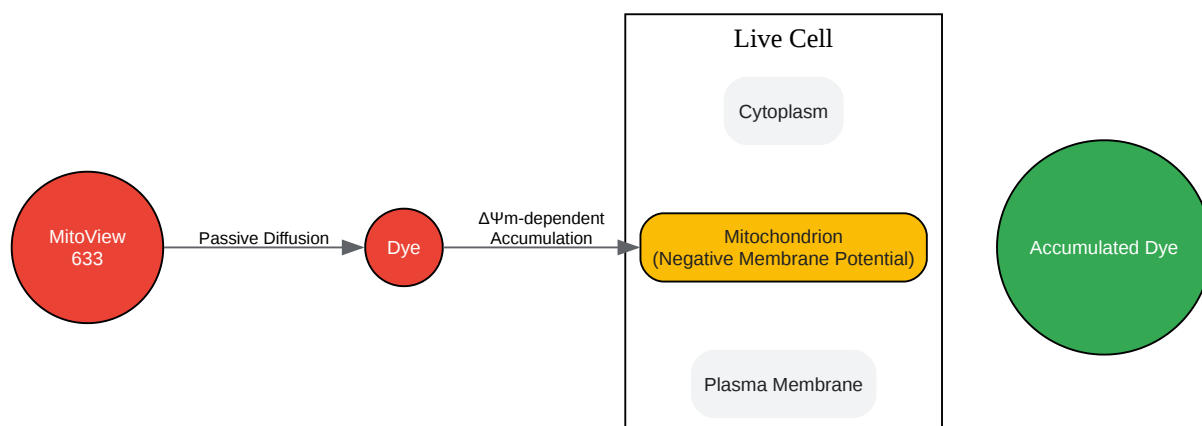 Live Cell
Cytoplasm
MitoView
633
Passive Diffusion
Dye
ΔΨm-dependent
Accumulation
Mitochondrion
(Negative Membrane Potential)
Accumulated Dye
Plasma Membrane